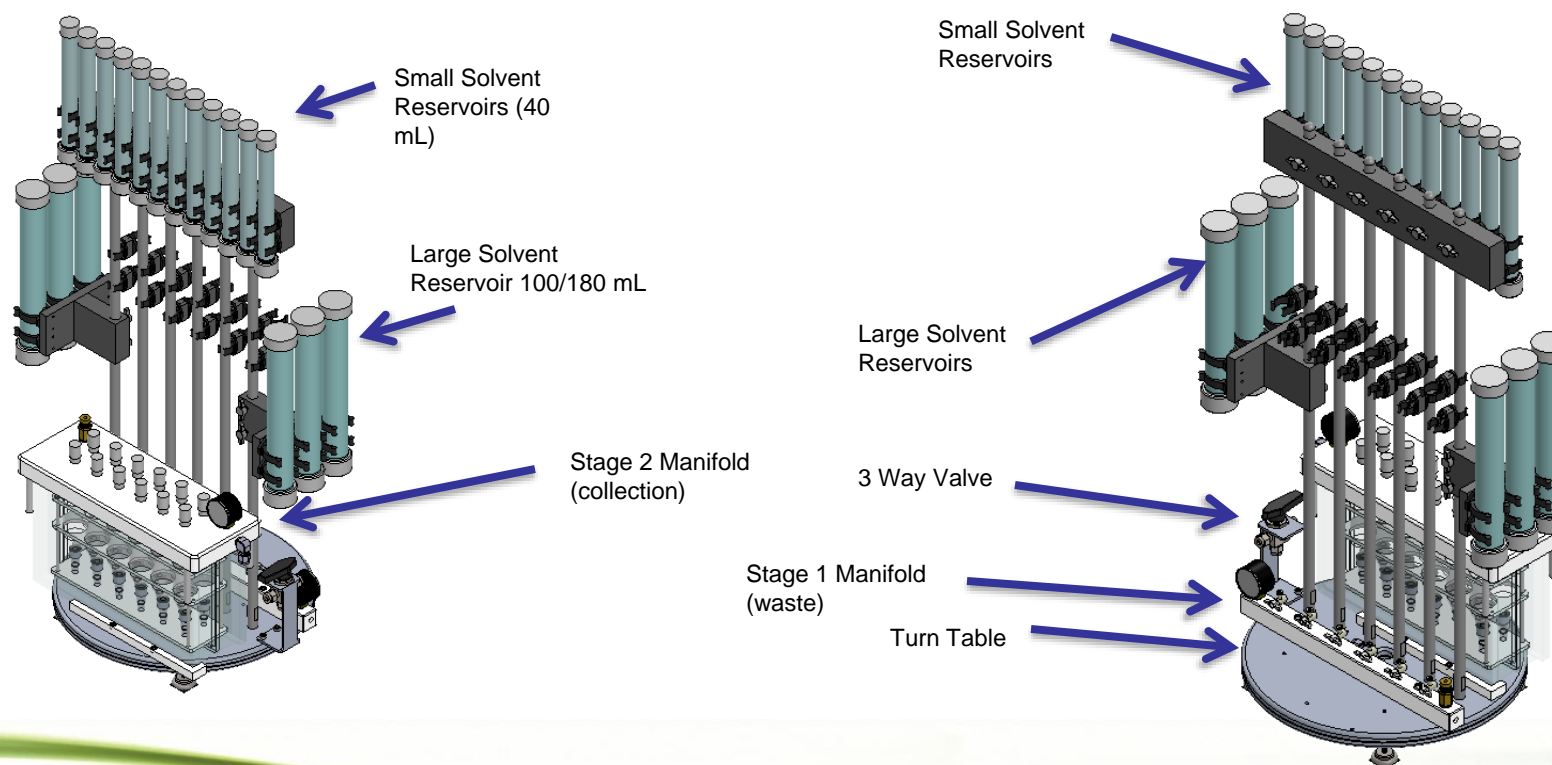 Small Solvent
Reservoirs (40
mL)
Large Solvent
Reservoir 100/180 mL
Stage 2 Manifold
(collection)
Small Solvent
Reservoirs
Large Solvent
Reservoirs
3 Way Valve
Stage 1 Manifold
(waste)
Turn Table